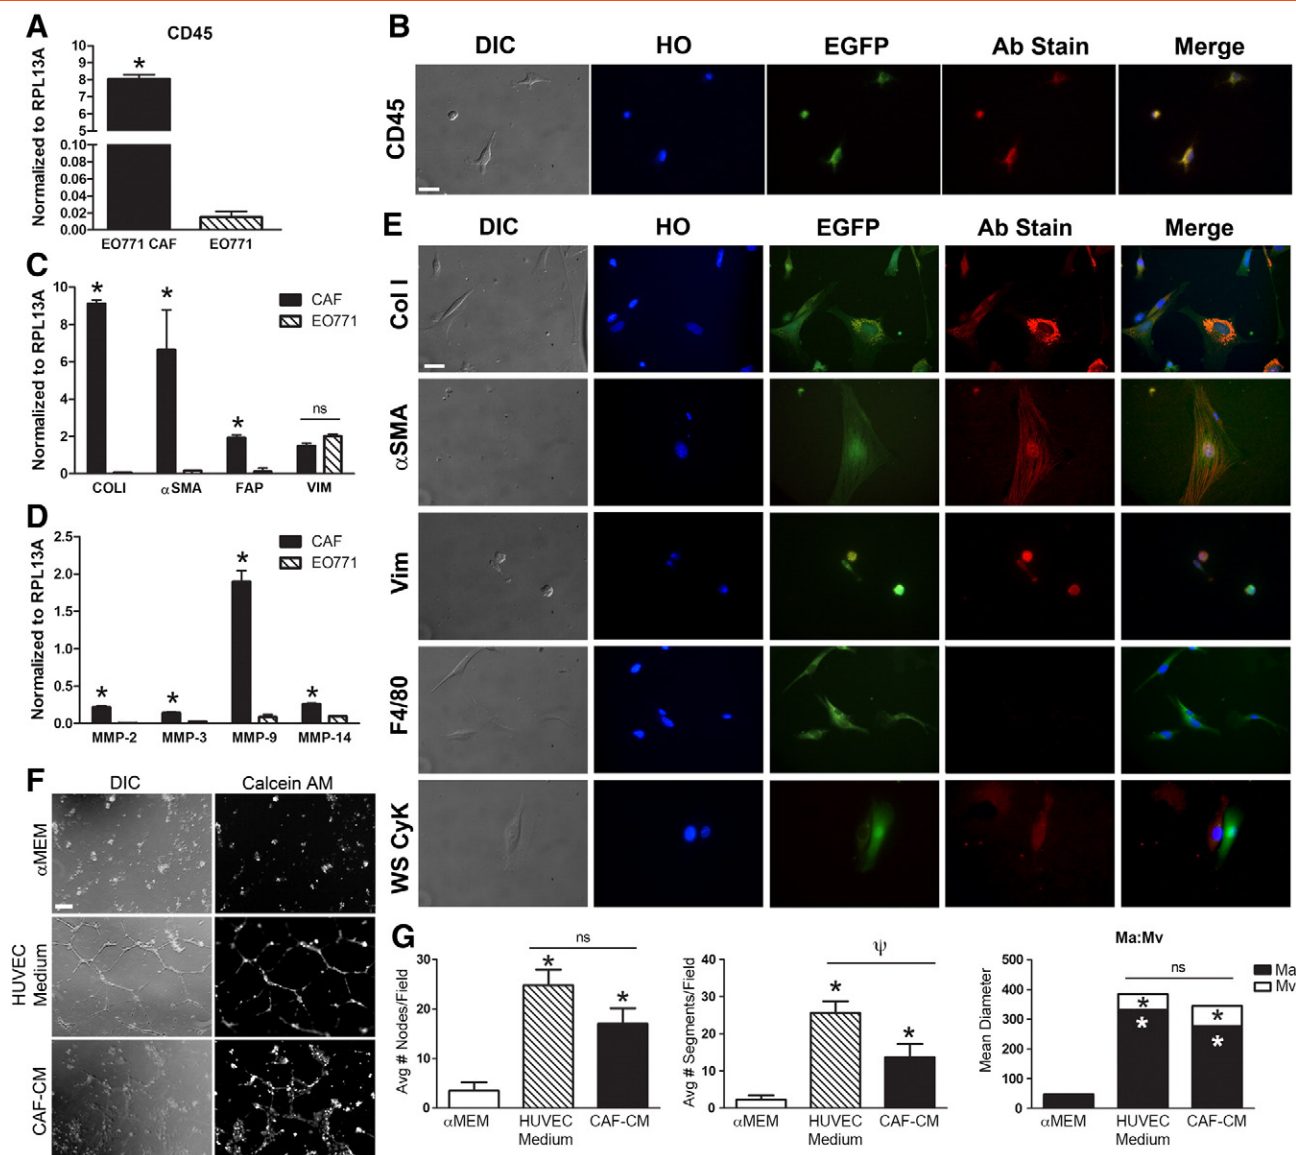 A
CD45
Normalized to RPL13A
10
9
8
7
6
5
0.10
0.08
0.06
0.04
0.02
0.00
*
EO771 CAF EO771
B
DIC HO EGFP Ab Stain Merge
CD45
C
Normalized to RPL13A
10
8
6
4
2
0
* * * ns
CAF
EO771
COLI αSMA FAP VIM
D
Normalized to RPL13A
2.5
2.0
1.5
1.0
0.5
0.0
* * * *
CAF
EO771
MMP-2 MMP-3 MMP-9 MMP-14
E
DIC HO EGFP Ab Stain Merge
Col I
αSMA
Vim
F4/80
WS CyK
F
DIC Calcein AM
αMEM
HUVEC
Medium
CAF-CM
G
Avg # Nodes/Field
30
20
10
0
ns
* *
αMEM HUVEC CAF-CM
Medium
Avg # Segments/Field
40
30
20
10
0
ψ
* *
αMEM HUVEC CAF-CM
Medium
Ma:Mv
Mean Diameter
500
400
300
200
100
0
ns
* *
* *
Ma
Mv
αMEM HUVEC CAF-CM
Medium